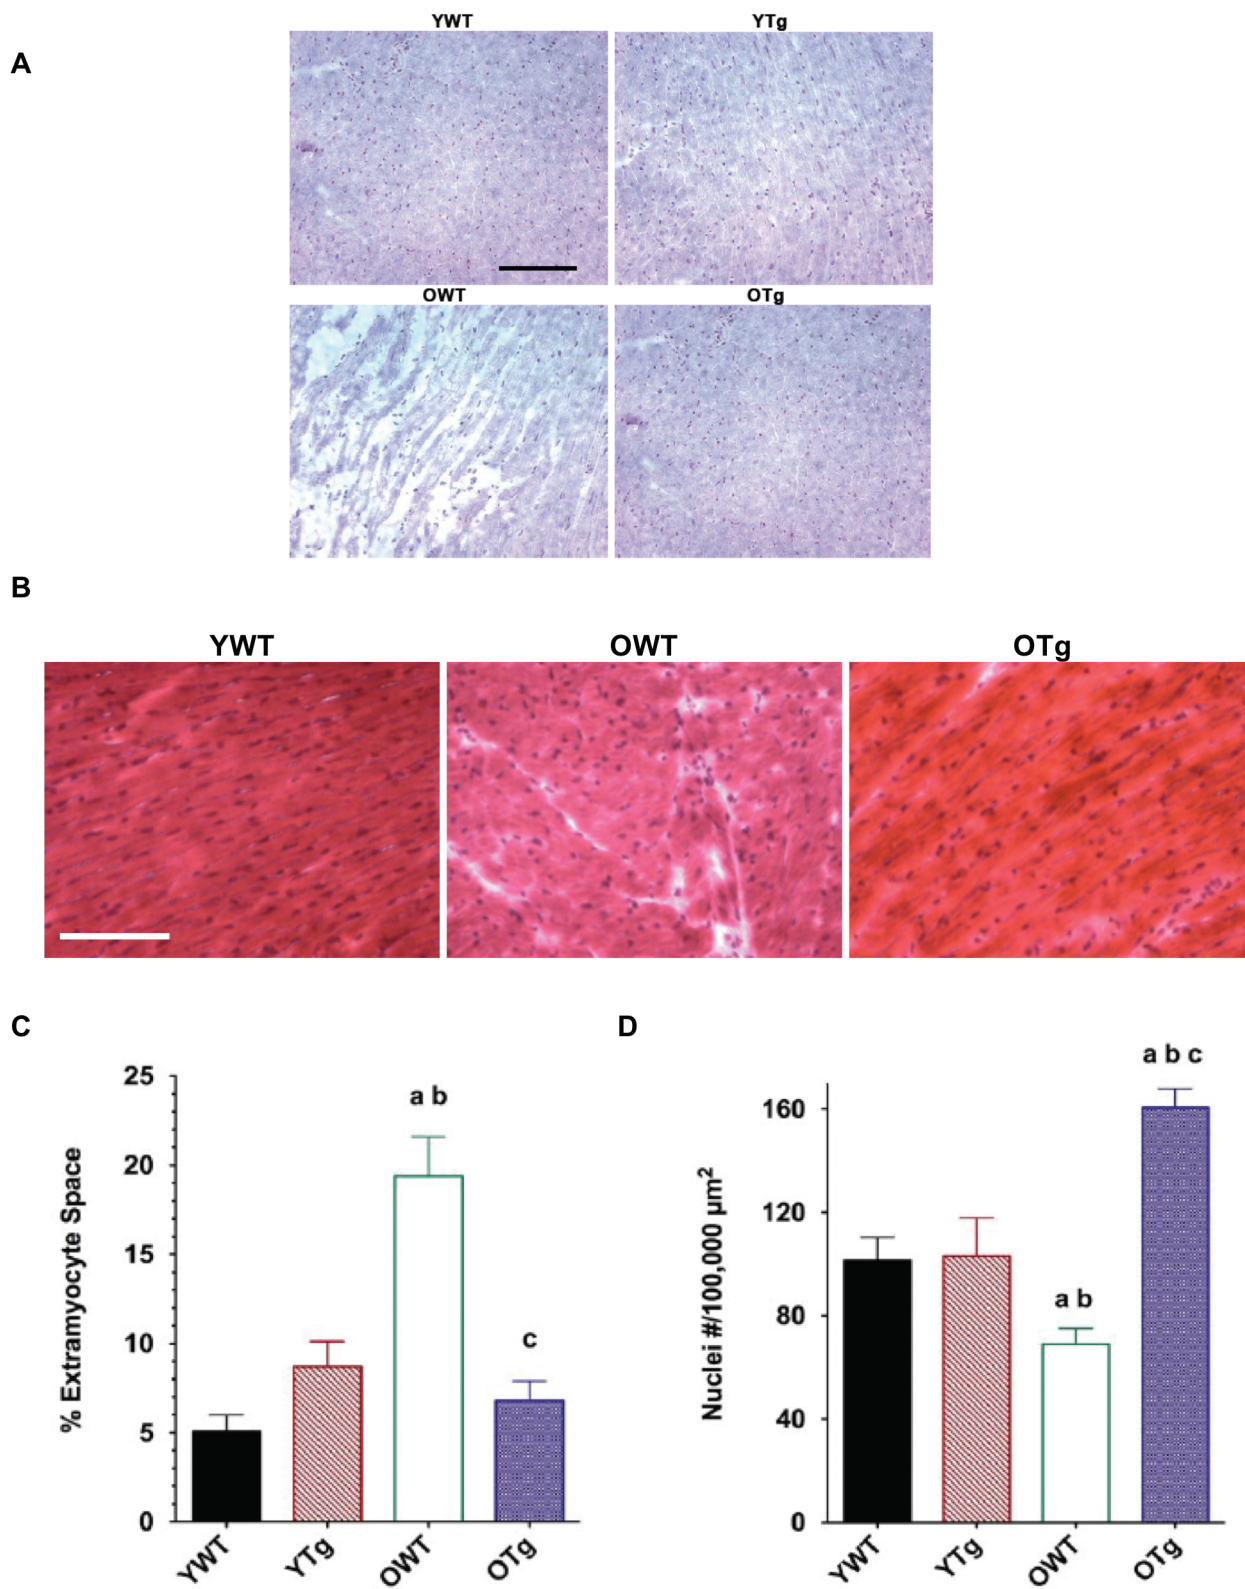 A
YWT
YTg
OWT
OTg
B
YWT
OWT
OTg
C
D
% Extramyocyte Space
25
20
15
10
5
0
a b
c
YWT
YTg
OWT
OTg
Nuclei #/100,000 µm²
160
120
80
40
0
a b
a b c
YWT
YTg
OWT
OTg